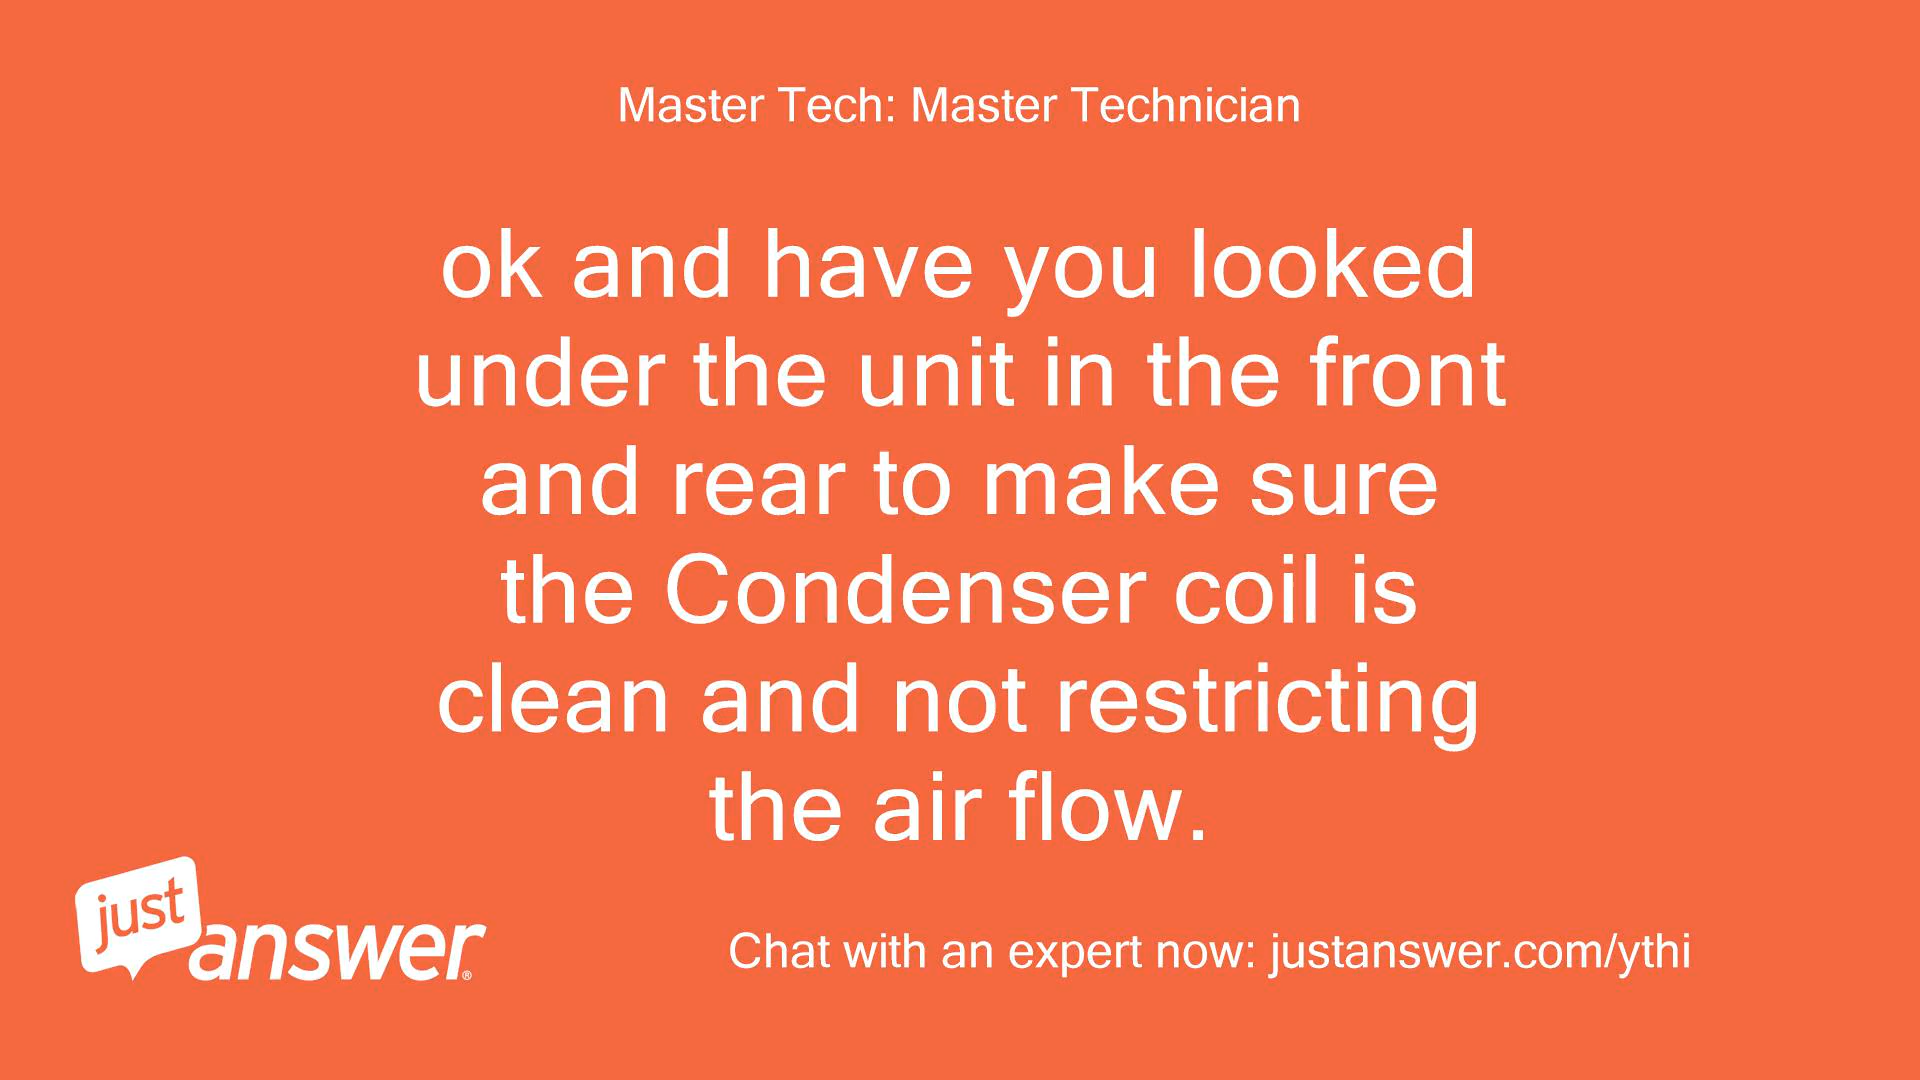 Master Tech: Master Technician
ok and have you looked
under the unit in the front
and rear to make sure
the Condenser coil is
clean and not restricting
the air flow.
just
answer®
Chat with an expert now: justanswer.com/ythi